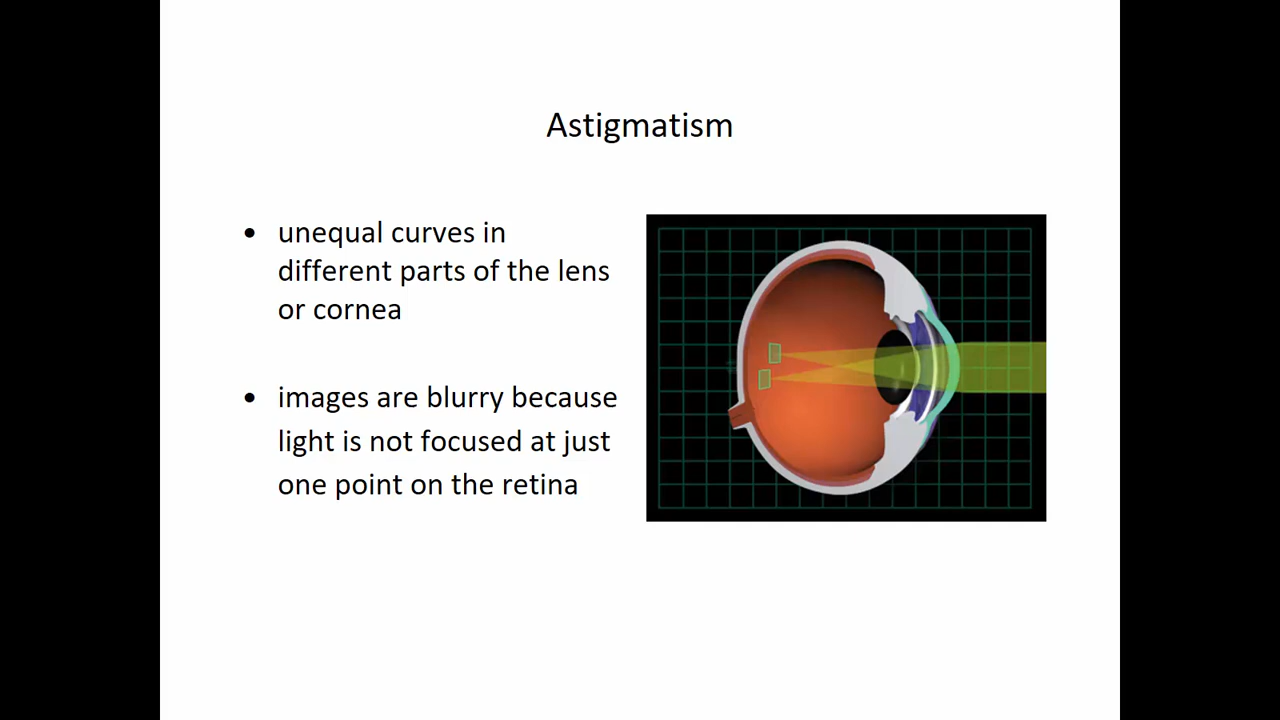 Astigmatism
• unequal curves in
different parts of the lens
or cornea
• images are blurry because
light is not focused at just
one point on the retina